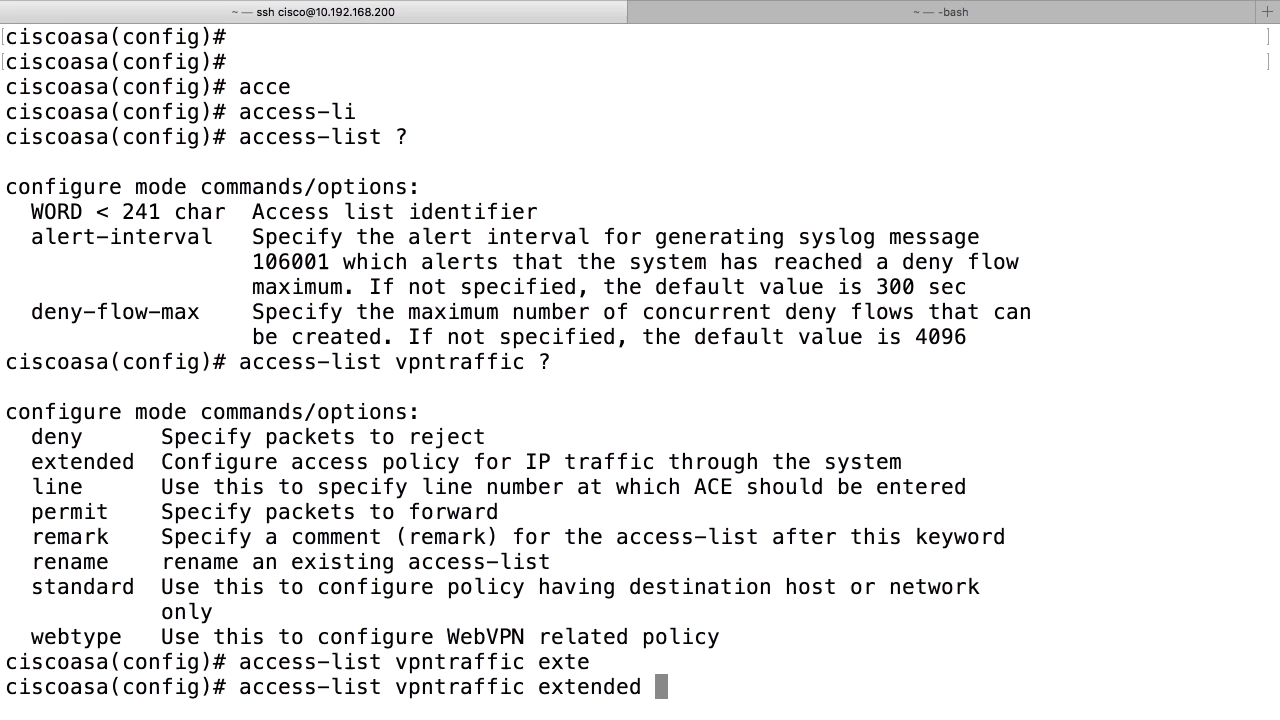 ~ — ssh cisco@10.192.168.200
~ — -bash
+
[ciscoasa(config)# ]
[ciscoasa(config)# ]
ciscoasa(config)# acce
ciscoasa(config)# access-li
ciscoasa(config)# access-list ?
configure mode commands/options:
WORD < 241 char  Access list identifier
alert-interval   Specify the alert interval for generating syslog message
106001 which alerts that the system has reached a deny flow
maximum. If not specified, the default value is 300 sec
deny-flow-max    Specify the maximum number of concurrent deny flows that can
be created. If not specified, the default value is 4096
ciscoasa(config)# access-list vpntraffic ?
configure mode commands/options:
deny      Specify packets to reject
extended  Configure access policy for IP traffic through the system
line      Use this to specify line number at which ACE should be entered
permit    Specify packets to forward
remark    Specify a comment (remark) for the access-list after this keyword
rename    rename an existing access-list
standard  Use this to configure policy having destination host or network
only
webtype   Use this to configure WebVPN related policy
ciscoasa(config)# access-list vpntraffic exte
ciscoasa(config)# access-list vpntraffic extended